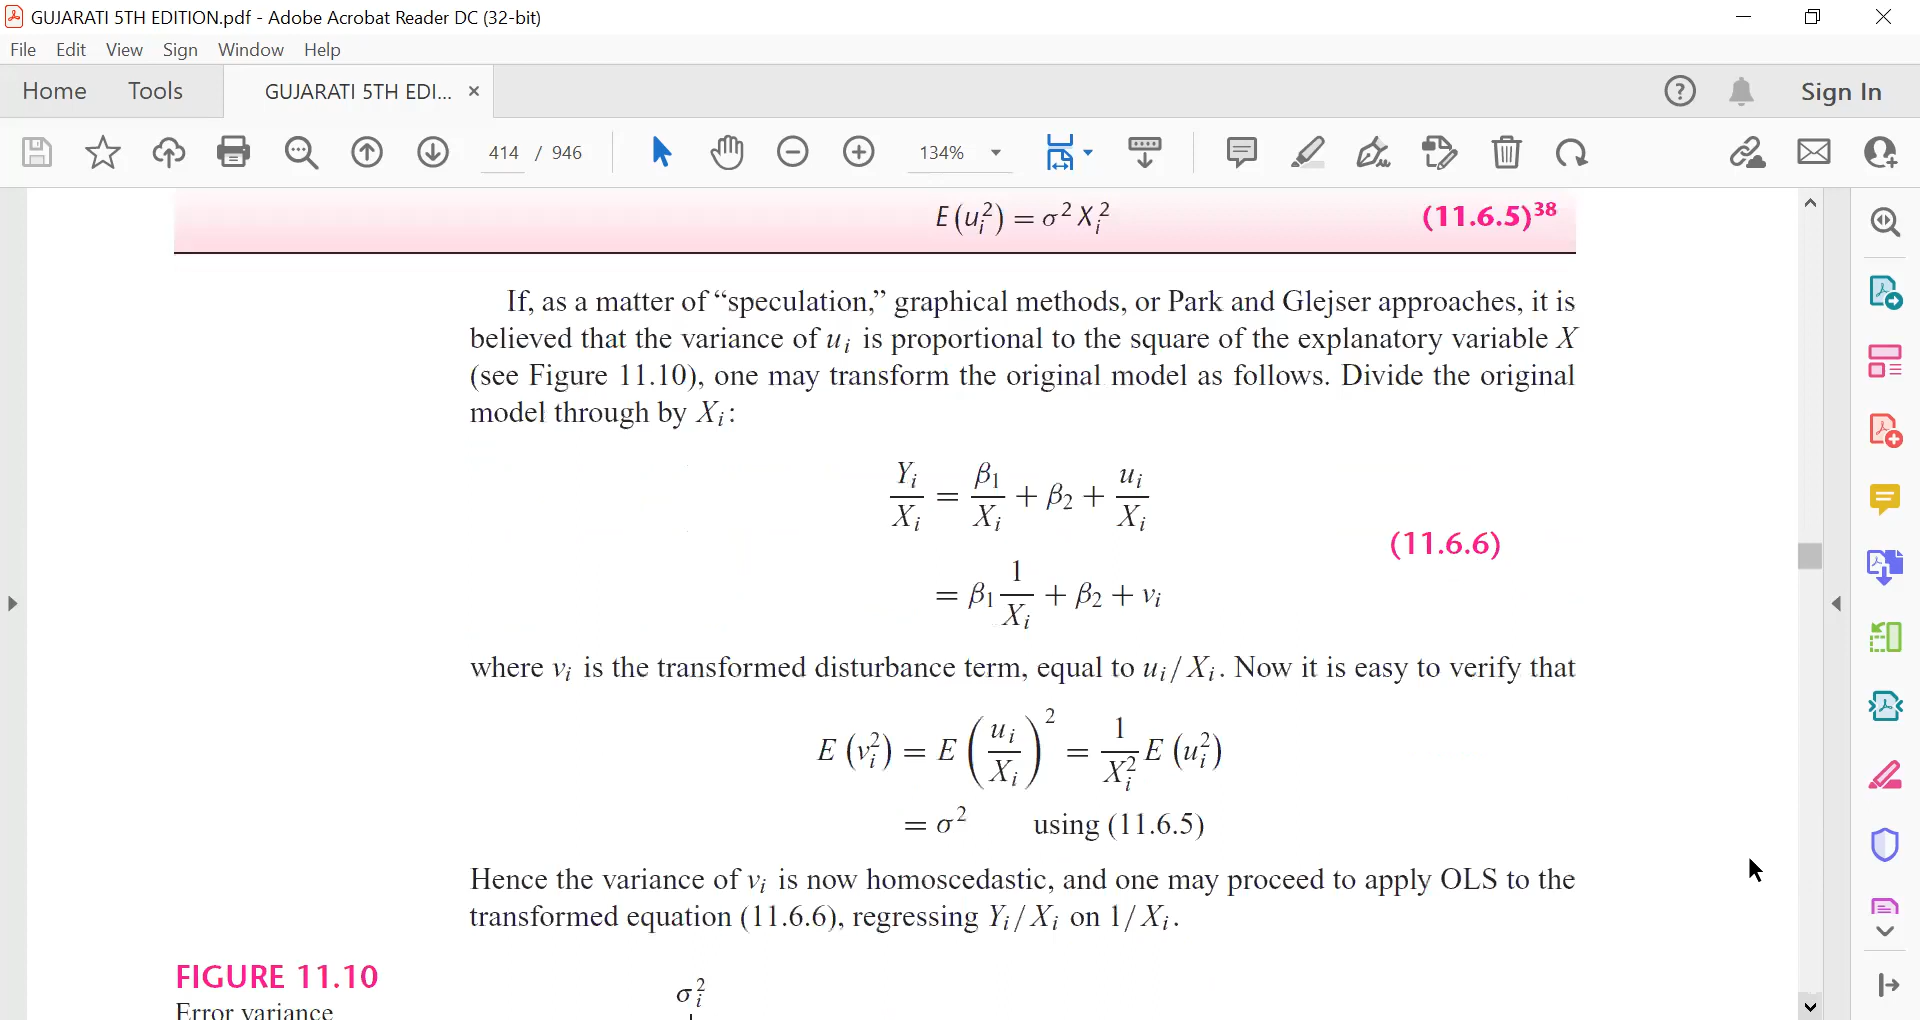 GUJARATI 5TH EDITION.pdf - Adobe Acrobat Reader DC (32-bit)
File Edit View Sign Window Help
Home Tools GUJARATI 5TH EDI... × Sign In
414 / 946 134%
E(u_i^2) = σ^2 X_i^2 (11.6.5)^38
If, as a matter of “speculation,” graphical methods, or Park and Glejser approaches, it is
believed that the variance of u_i is proportional to the square of the explanatory variable X
(see Figure 11.10), one may transform the original model as follows. Divide the original
model through by X_i:
Y_i/X_i = β_1/X_i + β_2 + u_i/X_i
(11.6.6)
= β_1 1/X_i + β_2 + v_i
where v_i is the transformed disturbance term, equal to u_i/X_i. Now it is easy to verify that
E(v_i^2) = E(u_i/X_i)^2 = 1/X_i^2 E(u_i^2)
= σ^2 using (11.6.5)
Hence the variance of v_i is now homoscedastic, and one may proceed to apply OLS to the
transformed equation (11.6.6), regressing Y_i/X_i on 1/X_i.
FIGURE 11.10
σ_i^2
Error variance